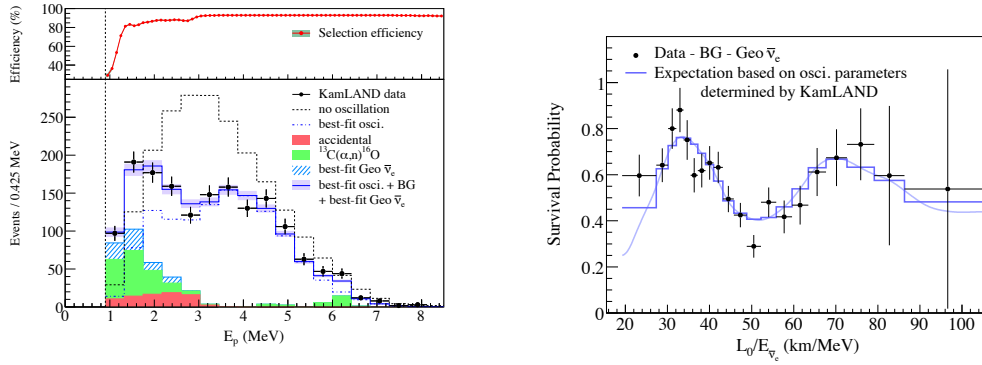 Efficiency (%)
100
80
60
40
Selection efficiency
Events / 0.425 MeV
250
200
150
100
50
0
KamLAND data
no oscillation
best-fit osci.
accidental
¹³C(α,n)¹⁶O
best-fit Geo ν̅ₑ
best-fit osci. + BG
+ best-fit Geo ν̅ₑ
0 1 2 3 4 5 6 7 8
Eₚ (MeV)
Survival Probability
1
0.8
0.6
0.4
0.2
0
Data - BG - Geo ν̅ₑ
Expectation based on osci. parameters
determined by KamLAND
20 30 40 50 60 70 80 90 100
L₀/E_ν̅ₑ (km/MeV)